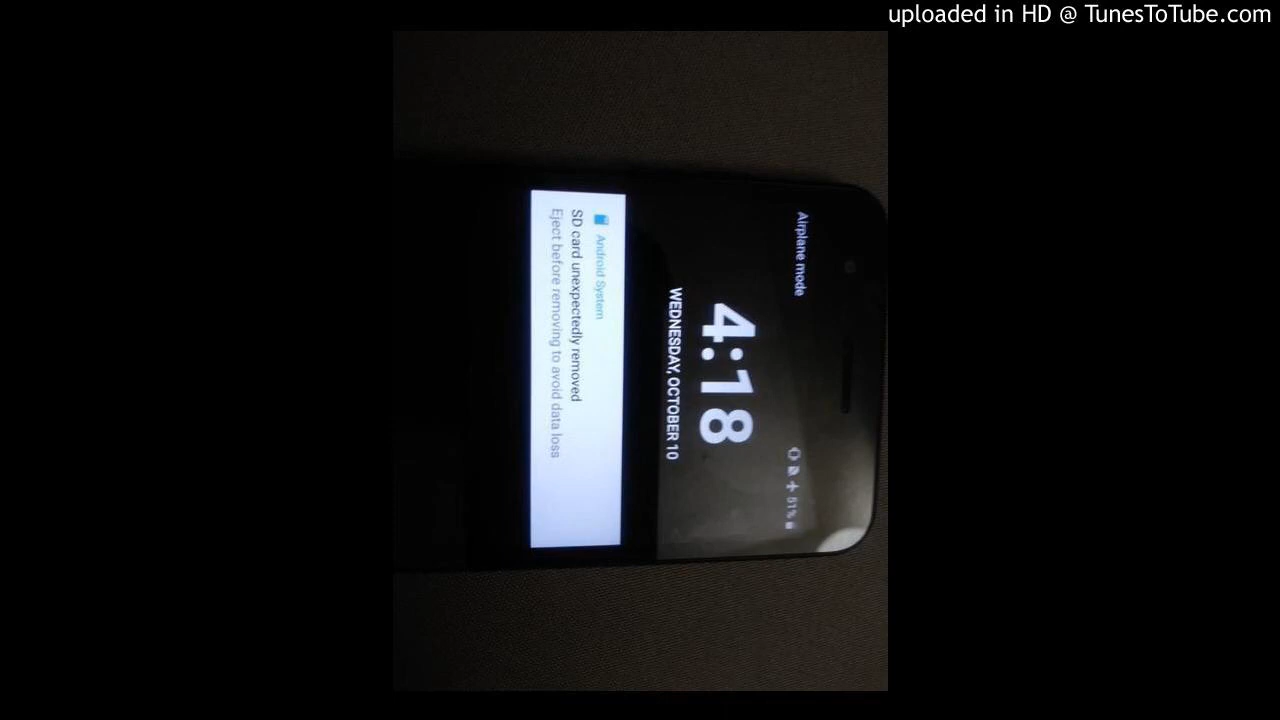 uploaded in HD @ TunesToTube.com
Airplane mode
51%
4:18
WEDNESDAY, OCTOBER 10
Android System
SD card unexpectedly removed
Eject before removing to avoid data loss